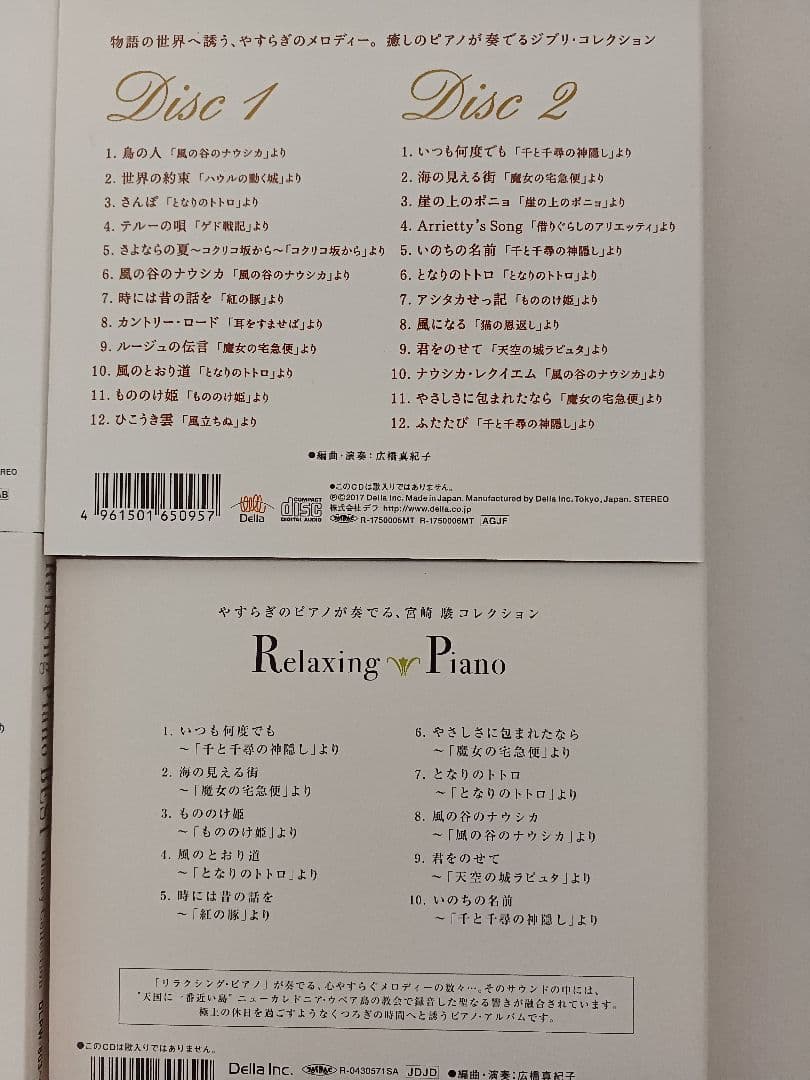 物語の世界へ誘う、やすらぎのメロディー。癒しのピアノが奏でるジブリ・コレクション
Disc 1
1.鳥の人「風の谷のナウシカ」より
2. 世界の約束「ハウルの動く城」より
3. さんぽ「となりのトトロ」より
4. テルーの唄「ゲド戦記」より
5. さよならの夏〜コクリコ坂から〜「コクリコ坂から」より
6. 風の谷のナウシカ「風の谷のナウシカ」より
7. 時には昔の話を「紅の豚」より
8. カントリー・ロード「耳をすませば」より
9. ルージュの伝言「魔女の宅急便」より
10. 風のとおり道「となりのトトロ」より
11. もののけ姫「もののけ姫」より
12. ひこうき雲「風立ちぬ」より
Disc 2
1. いつも何度でも「千と千尋の神隠し」より
2. 海の見える街「魔女の宅急便」より
3. 崖の上のポニョ「崖の上のポニョ」より
4. Arrietty's Song「借りぐらしのアリエッティ」より
5. いのちの名前「千と千尋の神隠し」より
6. となりのトトロ「となりのトトロ」より
7. アシタカせっ記「もののけ姫」より
8. 風になる「猫の恩返し」より
9. 君をのせて「天空の城ラピュタ」より
10. ナウシカ・レクイエム「風の谷のナウシカ」より
11. やさしさに包まれたなら「魔女の宅急便」より
12. ふたたび「千と千尋の神隠し」より
●編曲・演奏：広橋真紀子
4 961501 650957
Della
COMPACT
disc
DIGITAL AUDIO
●このCDは歌入りではありません。
ⓅⒸ2017 Della Inc. Made in Japan. Manufactured by Della Inc. Tokyo, Japan. STEREO
株式会社デラ http://www.della.co.jp
R-1750005MT R-1750006MT AGJF
REO
AB
Relaxing Piano BEST Disney Collection
やすらぎのピアノが奏でる、宮崎 駿コレクション
Relaxing Piano
1. いつも何度でも
〜「千と千尋の神隠し」より
2. 海の見える街
〜「魔女の宅急便」より
3. もののけ姫
〜「もののけ姫」より
4. 風のとおり道
〜「となりのトトロ」より
5. 時には昔の話を
〜「紅の豚」より
6. やさしさに包まれたなら
〜「魔女の宅急便」より
7. となりのトトロ
〜「となりのトトロ」より
8. 風の谷のナウシカ
〜「風の谷のナウシカ」より
9. 君をのせて
〜「天空の城ラピュタ」より
10. いのちの名前
〜「千と千尋の神隠し」より
「リラクシング・ピアノ」が奏でる、心やすらぐメロディーの数々…。そのサウンドの中には、
"天国に一番近い島"ニューカレドニア・ウベア島の教会で録音した聖なる響きが融合されています。
極上の休日を過ごすようなくつろぎの時間へと誘うピアノ・アルバムです。
●このCDは歌入りではありません。
Della Inc. R-0430571SA JDJD ●編曲・演奏：広橋真紀子